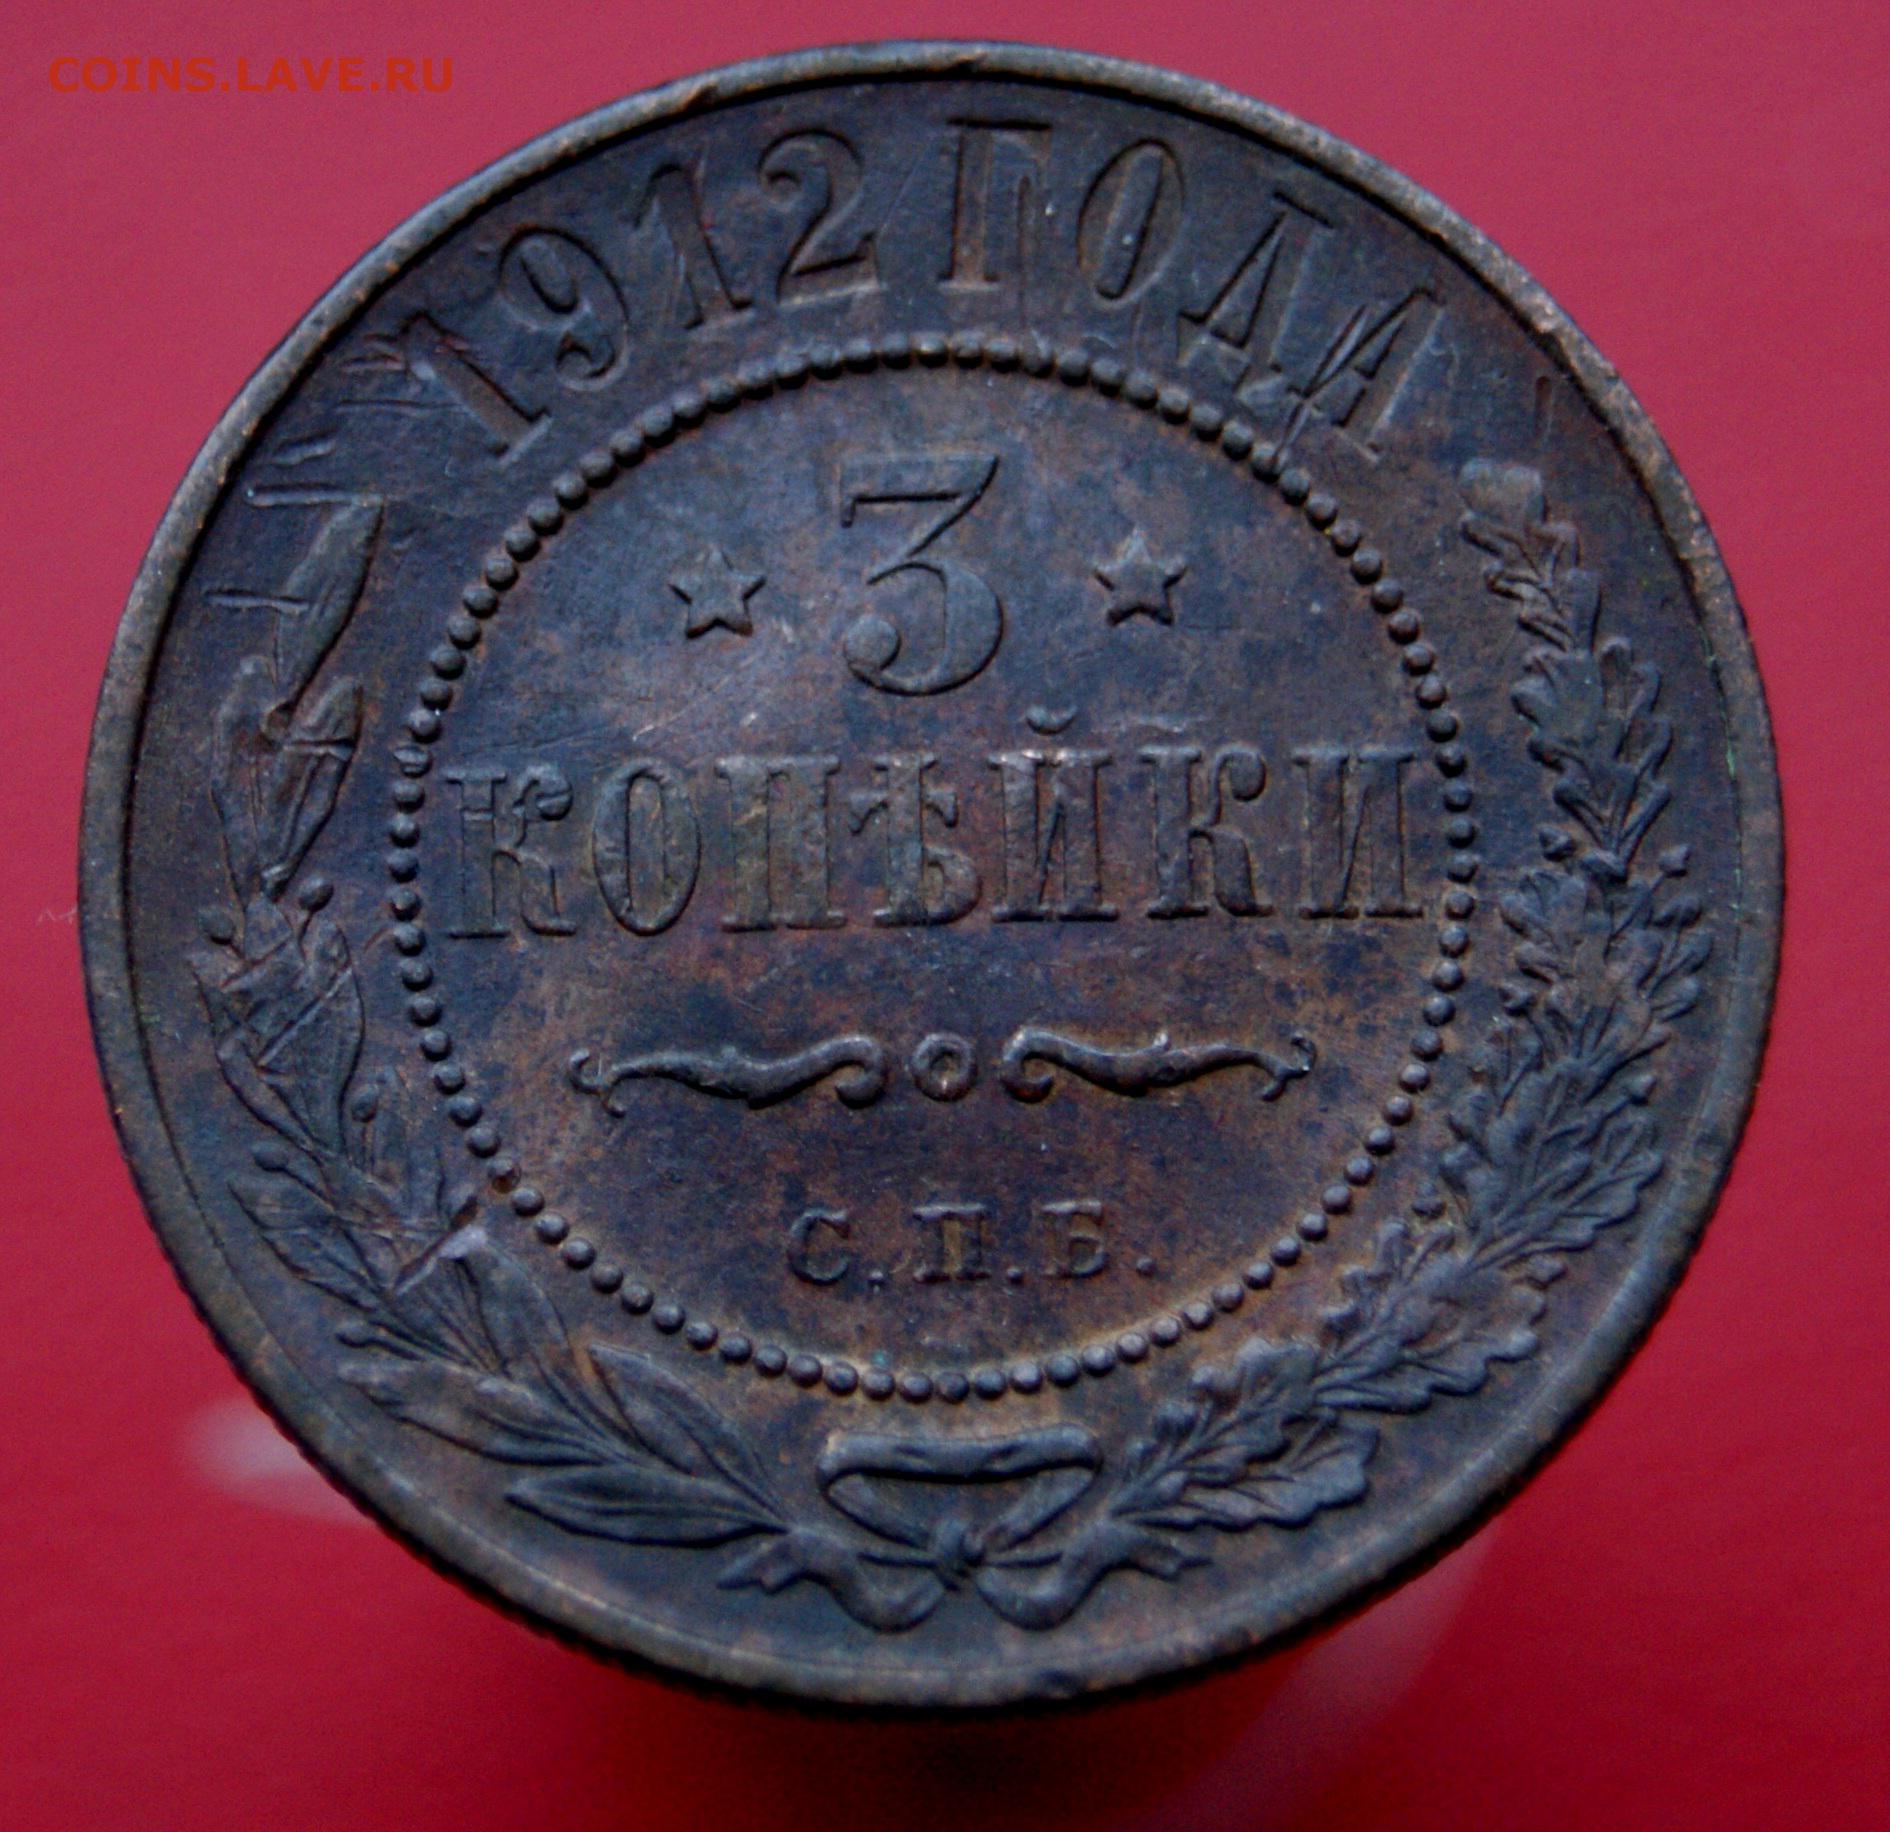 COINS.LAVE.RU
1912 ГОДА
3
КОПѢЙКИ
С.П.Б.